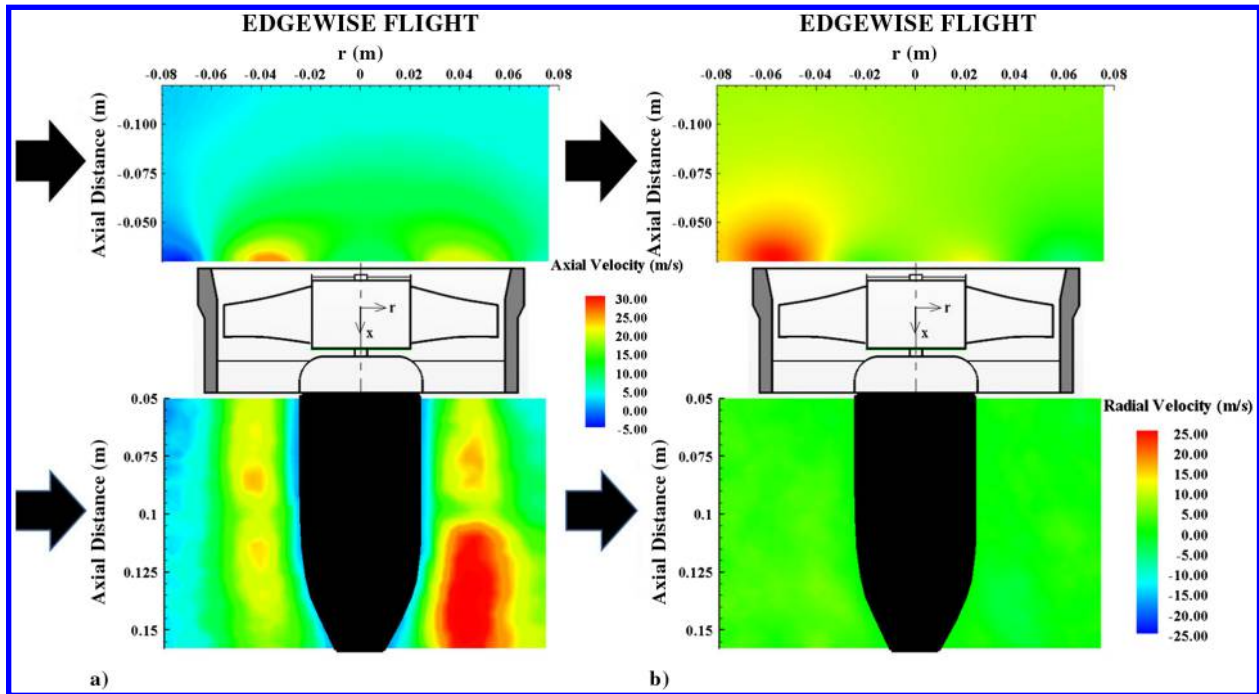 EDGEWISE FLIGHT
r (m)
-0.08 -0.06 -0.04 -0.02 0 0.02 0.04 0.06 0.08
Axial Distance (m)
-0.100
-0.075
-0.050
r
x
Axial Velocity (m/s)
30.00
25.00
20.00
15.00
10.00
5.00
0.00
-5.00
Axial Distance (m)
0.05
0.075
0.1
0.125
0.15
a)
EDGEWISE FLIGHT
r (m)
-0.08 -0.06 -0.04 -0.02 0 0.02 0.04 0.06 0.08
Axial Distance (m)
-0.100
-0.075
-0.050
r
x
Axial Distance (m)
0.05
0.075
0.1
0.125
0.15
Radial Velocity (m/s)
25.00
20.00
15.00
10.00
5.00
0.00
-5.00
-10.00
-15.00
-20.00
-25.00
b)